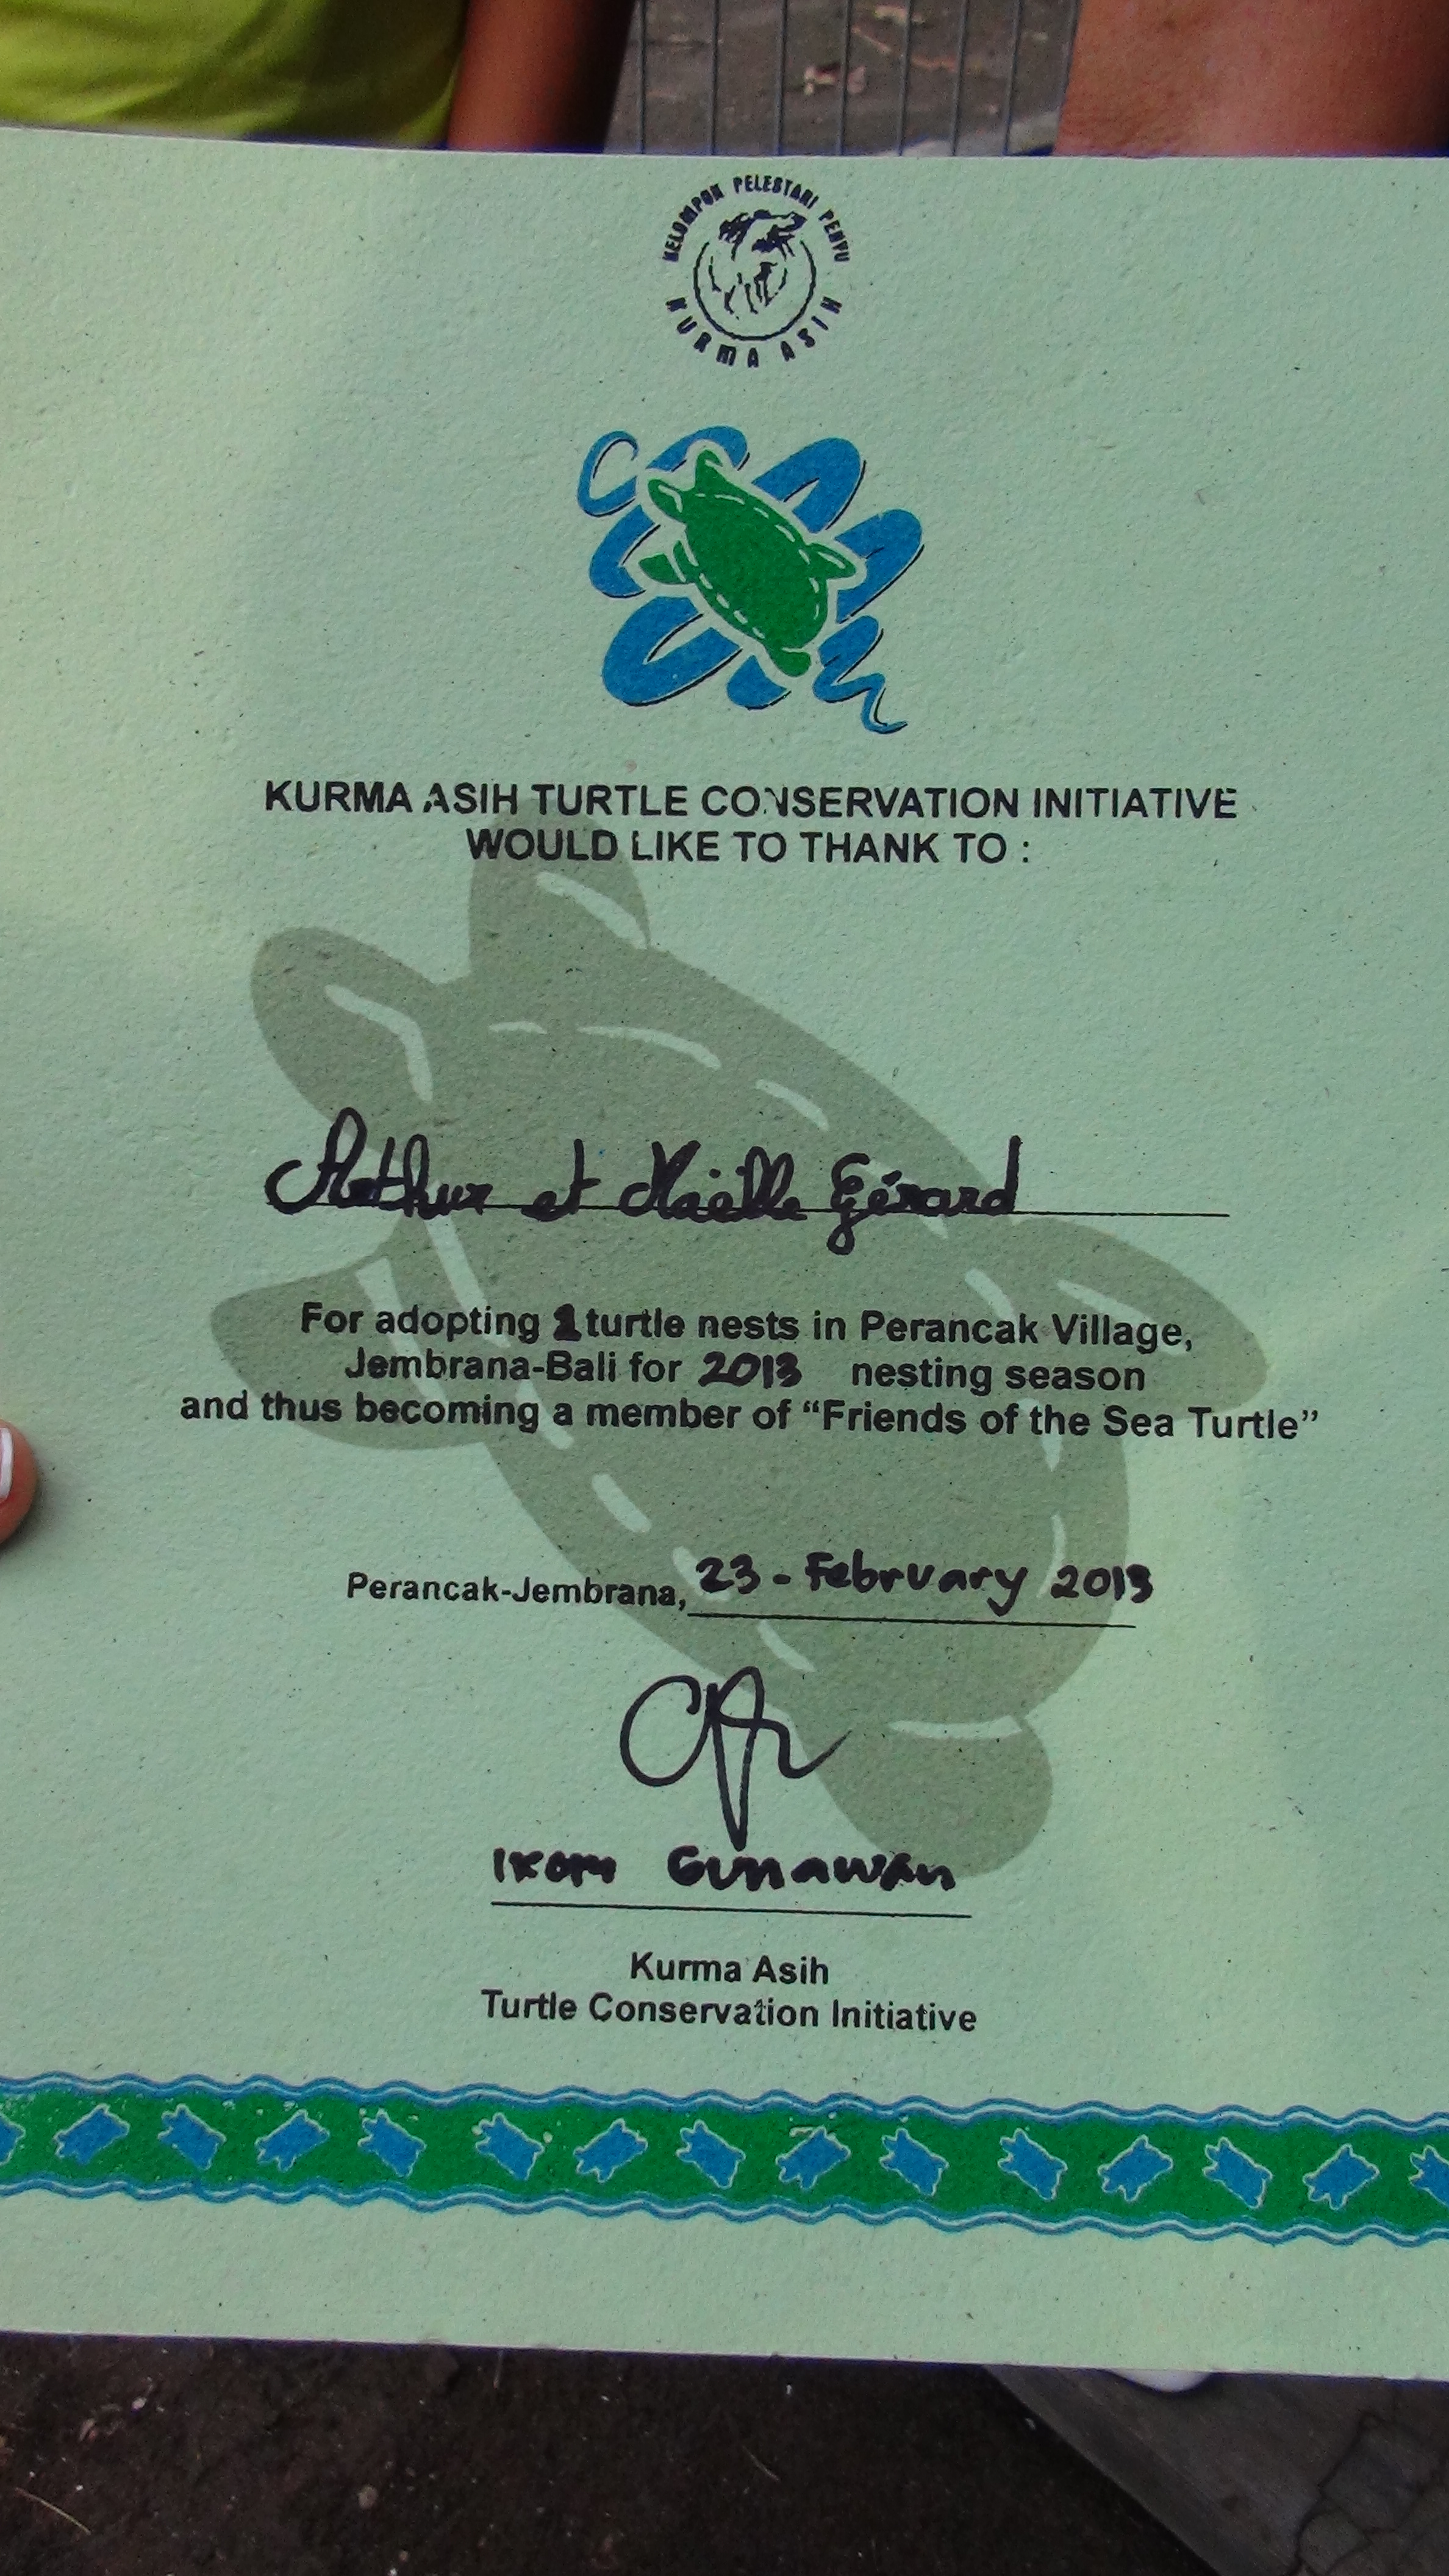 KELOMPOK PELESTARI PENYU
KURMA ASIH
KURMA ASIH TURTLE CONSERVATION INITIATIVE
WOULD LIKE TO THANK TO :
Arthur et Maëlle Gérard
For adopting turtle nests in Perancak Village,
Jembrana-Bali for 2013 nesting season
and thus becoming a member of “Friends of the Sea Turtle”
Perancak-Jembrana, 23 - February 2013
Gunawan
Kurma Asih
Turtle Conservation Initiative